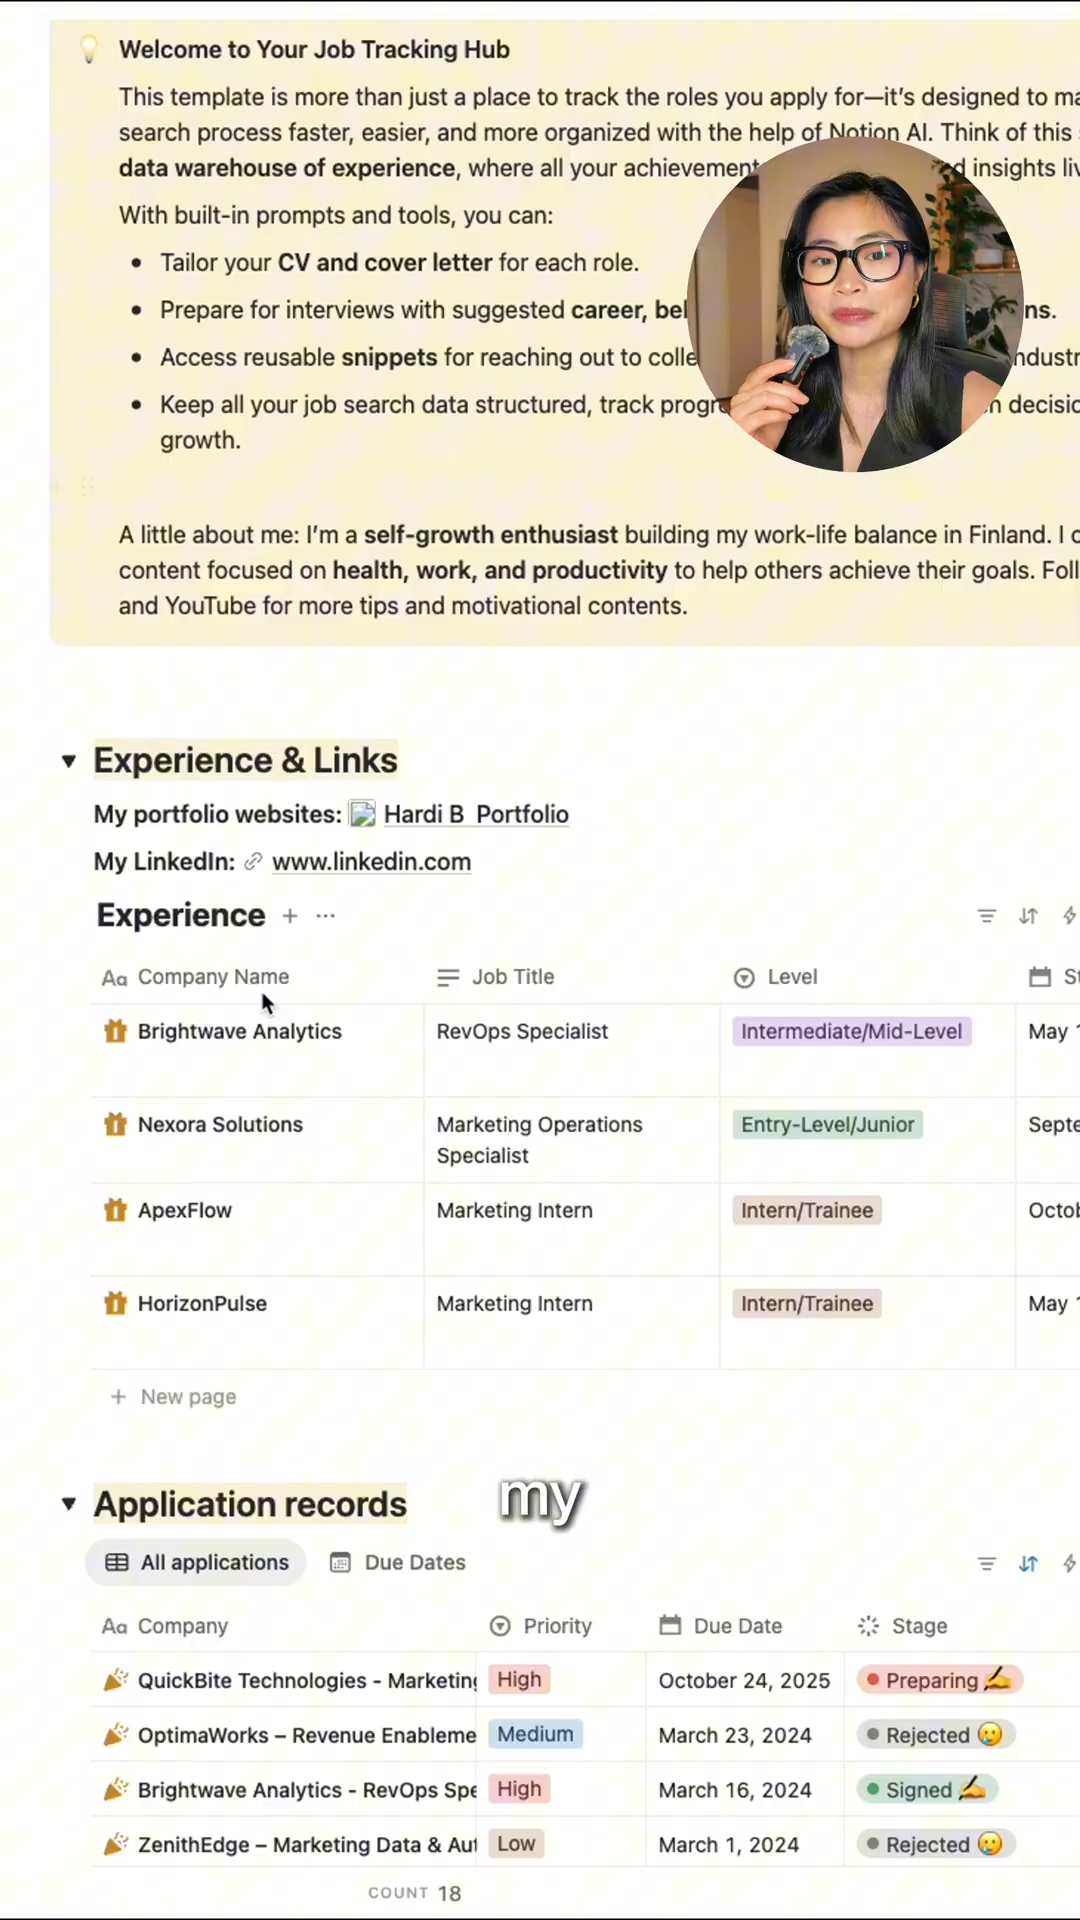 Welcome to Your Job Tracking Hub
This template is more than just a place to track the roles you apply for—it's designed to ma
search process faster, easier, and more organized with the help of Notion AI. Think of this
data warehouse of experience, where all your achievement d insights liv
With built-in prompts and tools, you can:
• Tailor your CV and cover letter for each role.
• Prepare for interviews with suggested career, bel ns.
• Access reusable snippets for reaching out to colle ndustr
• Keep all your job search data structured, track progre n decisio
growth.
A little about me: I'm a self-growth enthusiast building my work-life balance in Finland. I c
content focused on health, work, and productivity to help others achieve their goals. Foll
and YouTube for more tips and motivational contents.
Experience & Links
My portfolio websites: Hardi B Portfolio
My LinkedIn: www.linkedin.com
Experience + ...
Aa Company Name Job Title Level St
Brightwave Analytics RevOps Specialist Intermediate/Mid-Level May 1
Nexora Solutions Marketing Operations Entry-Level/Junior Septe
Specialist
ApexFlow Marketing Intern Intern/Trainee Octob
HorizonPulse Marketing Intern Intern/Trainee May 1
+ New page
Application records my
All applications Due Dates
Aa Company Priority Due Date Stage
QuickBite Technologies - Marketing High October 24, 2025 Preparing ✍️
OptimaWorks – Revenue Enableme Medium March 23, 2024 Rejected 🥲
Brightwave Analytics - RevOps Spe High March 16, 2024 Signed ✍️
ZenithEdge – Marketing Data & Aut Low March 1, 2024 Rejected 🥲
COUNT 18